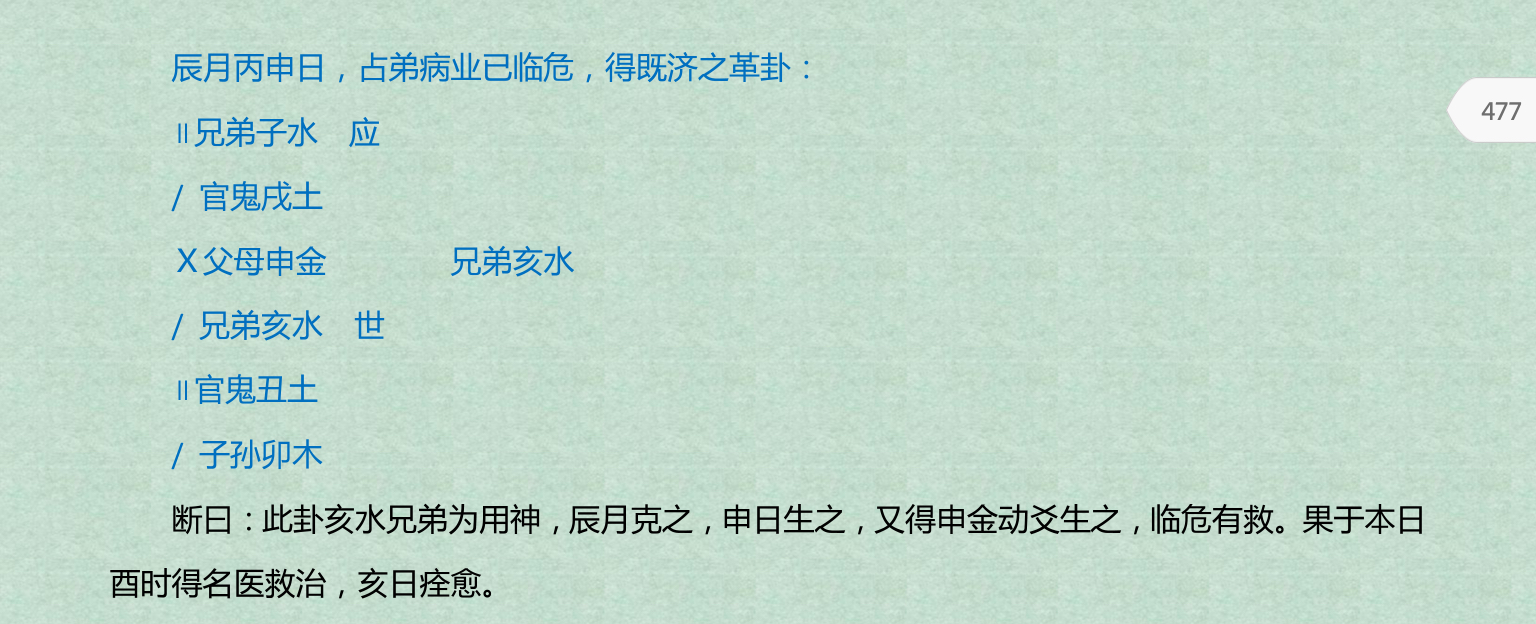 辰月丙申日，占弟病业已临危，得既济之革卦：
477
〢兄弟子水　应
/ 官鬼戌土
X父母申金　　　　兄弟亥水
/ 兄弟亥水　世
〢官鬼丑土
/ 子孙卯木
断曰：此卦亥水兄弟为用神，辰月克之，申日生之，又得申金动爻生之，临危有救。果于本日
酉时得名医救治，亥日痊愈。